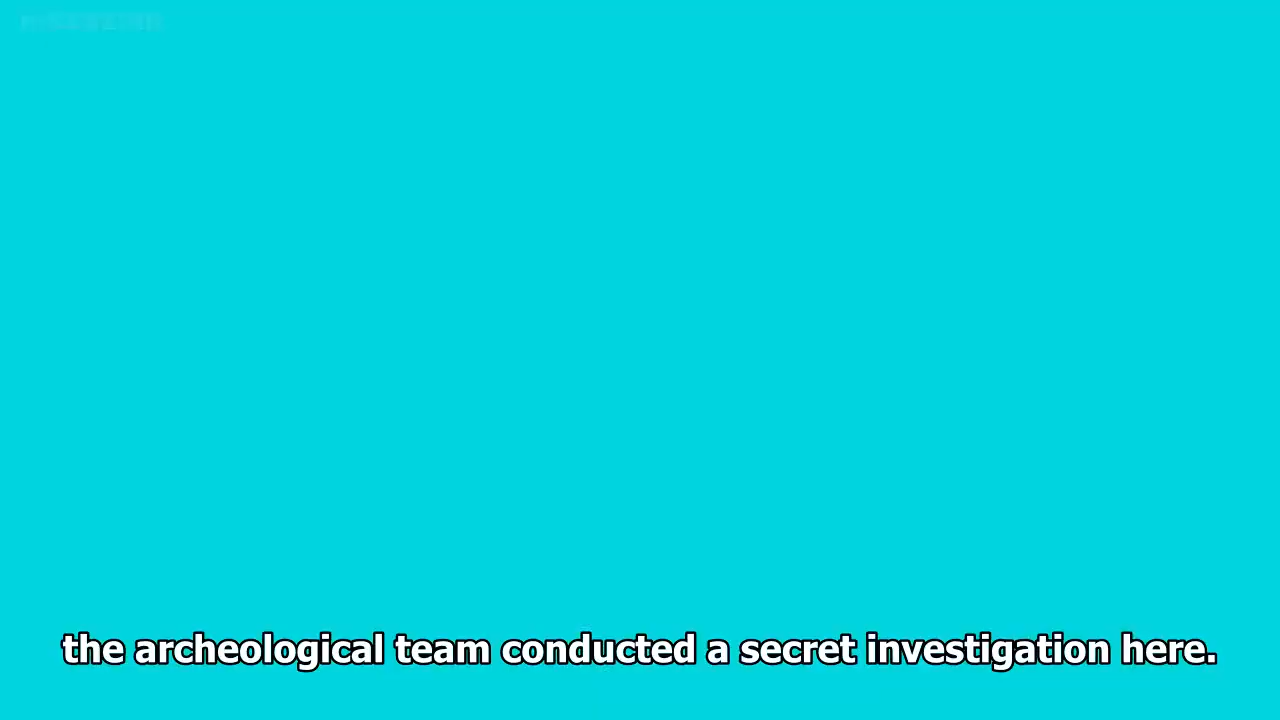 the archeological team conducted a secret investigation here.